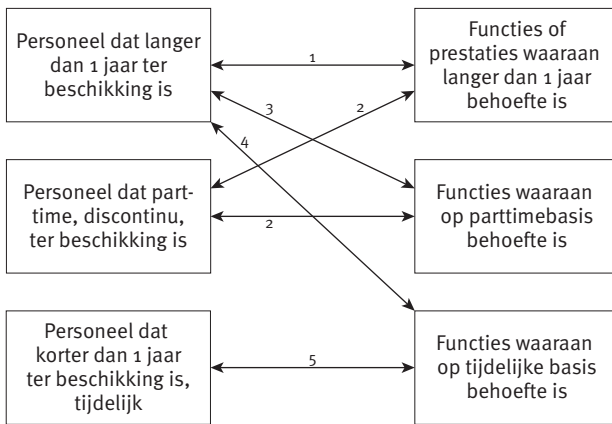 Personeel dat langer
dan 1 jaar ter
beschikking is
1
Functies of
prestaties waaraan
langer dan 1 jaar
behoefte is
3
2
4
Personeel dat part-
time, discontinu,
ter beschikking is
2
Functies waaraan
op parttimebasis
behoefte is
Personeel dat
korter dan 1 jaar
ter beschikking is,
tijdelijk
5
Functies waaraan
op tijdelijke basis
behoefte is